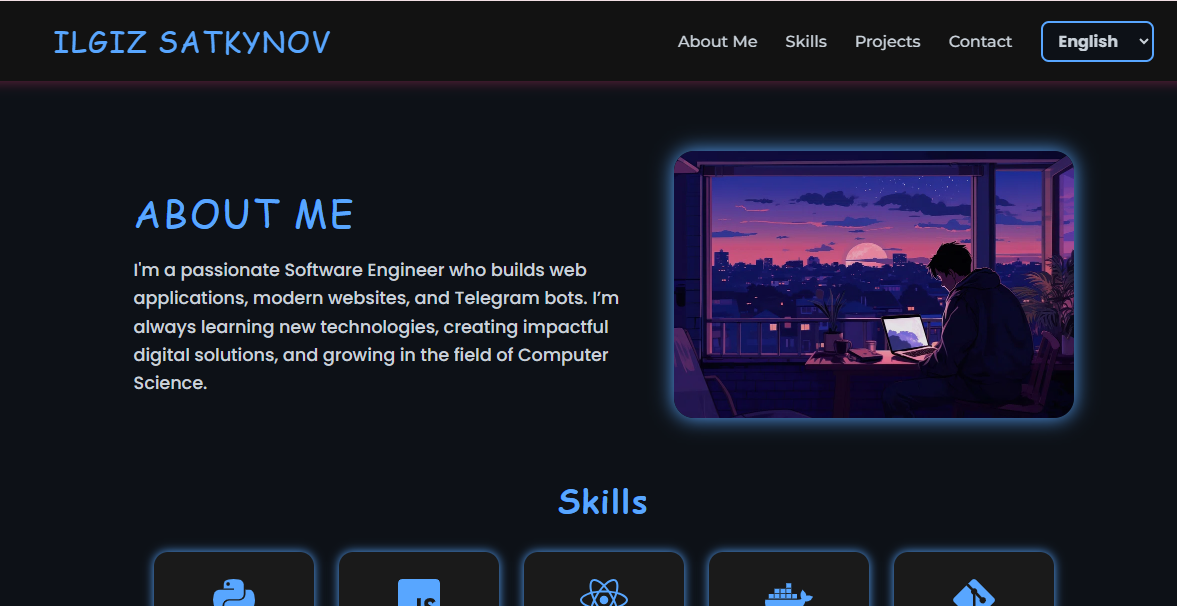 ILGIZ SATKYNOV
About Me Skills Projects Contact English
ABOUT ME
I'm a passionate Software Engineer who builds web
applications, modern websites, and Telegram bots. I’m
always learning new technologies, creating impactful
digital solutions, and growing in the field of Computer
Science.
Skills
JS